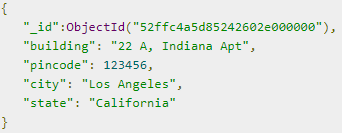 {
"_id":ObjectId("52ffc4a5d85242602e000000"),
"building": "22 A, Indiana Apt",
"pincode": 123456,
"city": "Los Angeles",
"state": "California"
}